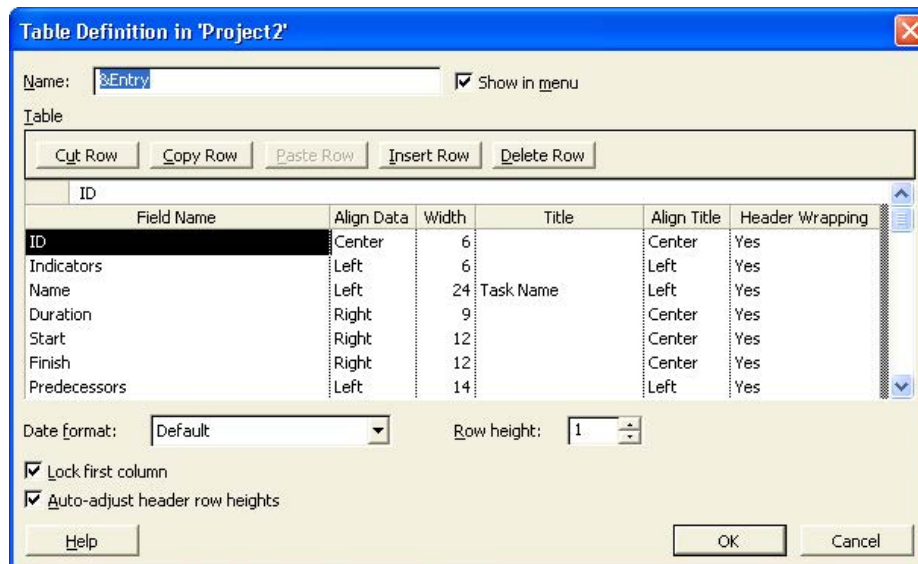 Table Definition in 'Project2'
Name: &Entry Show in menu
Table
Cut Row Copy Row Paste Row Insert Row Delete Row
ID
Field Name Align Data Width Title Align Title Header Wrapping
ID Center 6 Center Yes
Indicators Left 6 Left Yes
Name Left 24 Task Name Left Yes
Duration Right 9 Center Yes
Start Right 12 Center Yes
Finish Right 12 Center Yes
Predecessors Left 14 Left Yes
Date format: Default Row height: 1
Lock first column
Auto-adjust header row heights
Help OK Cancel